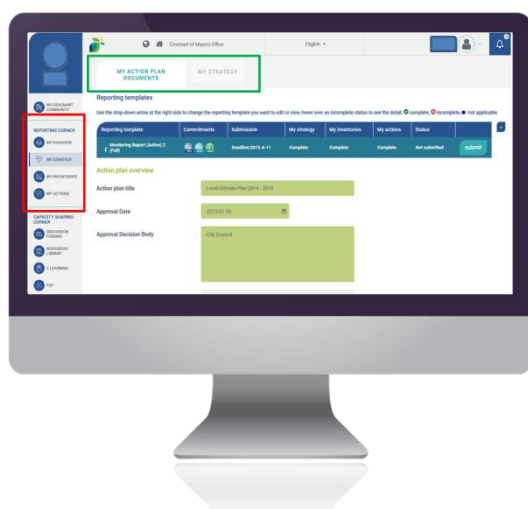 Covenant of Mayors Office
English
MY ACTION PLAN
DOCUMENTS
MY STRATEGY
MY COVENANT
COMMUNITY
REPORTING CORNER
MY OVERVIEW
MY STRATEGY
MY INVENTORIES
MY ACTIONS
CAPACITY SHARING
CORNER
DISCUSSION
FORUMS
RESOURCES
LIBRARY
E-LEARNING
P2P
Reporting templates
Use the drop-down arrow at the right side to change the reporting template you want to edit or view, hover over an incomplete status to see the detail: complete, incomplete, not applicable
Reporting template Commitments Submission My strategy My inventories My actions Status
Monitoring Report (Active) 2 (Full) Complete Complete Complete Not submitted submit
Action plan overview
Action plan title Local Climate Plan 2014 -2019
Approval Date
Approval Decision Body City Council